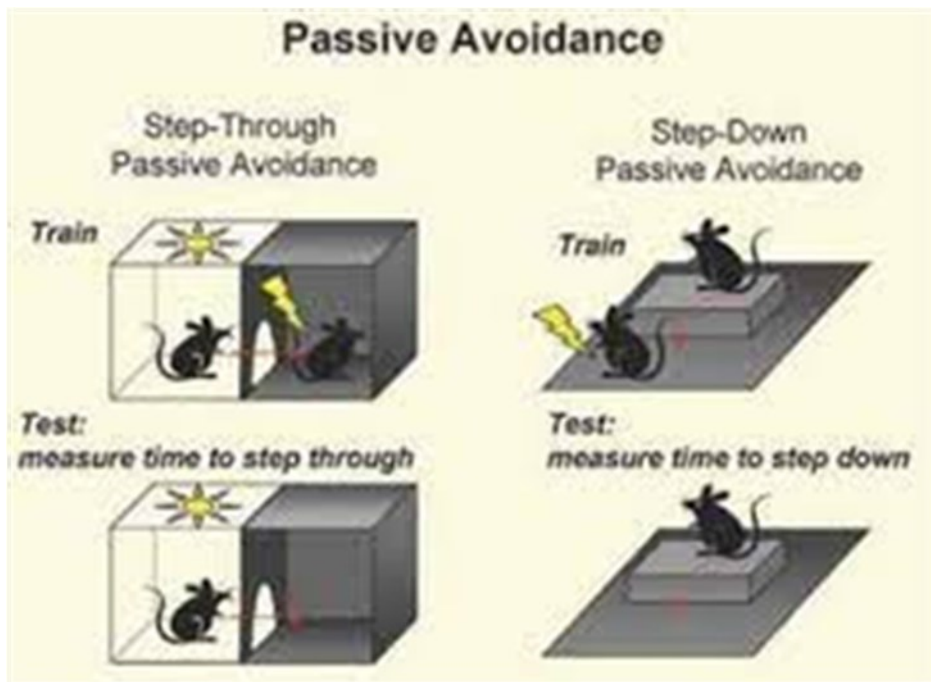 Passive Avoidance
Step-Through
Passive Avoidance
Train
Test:
measure time to step through
Step-Down
Passive Avoidance
Train
Test:
measure time to step down